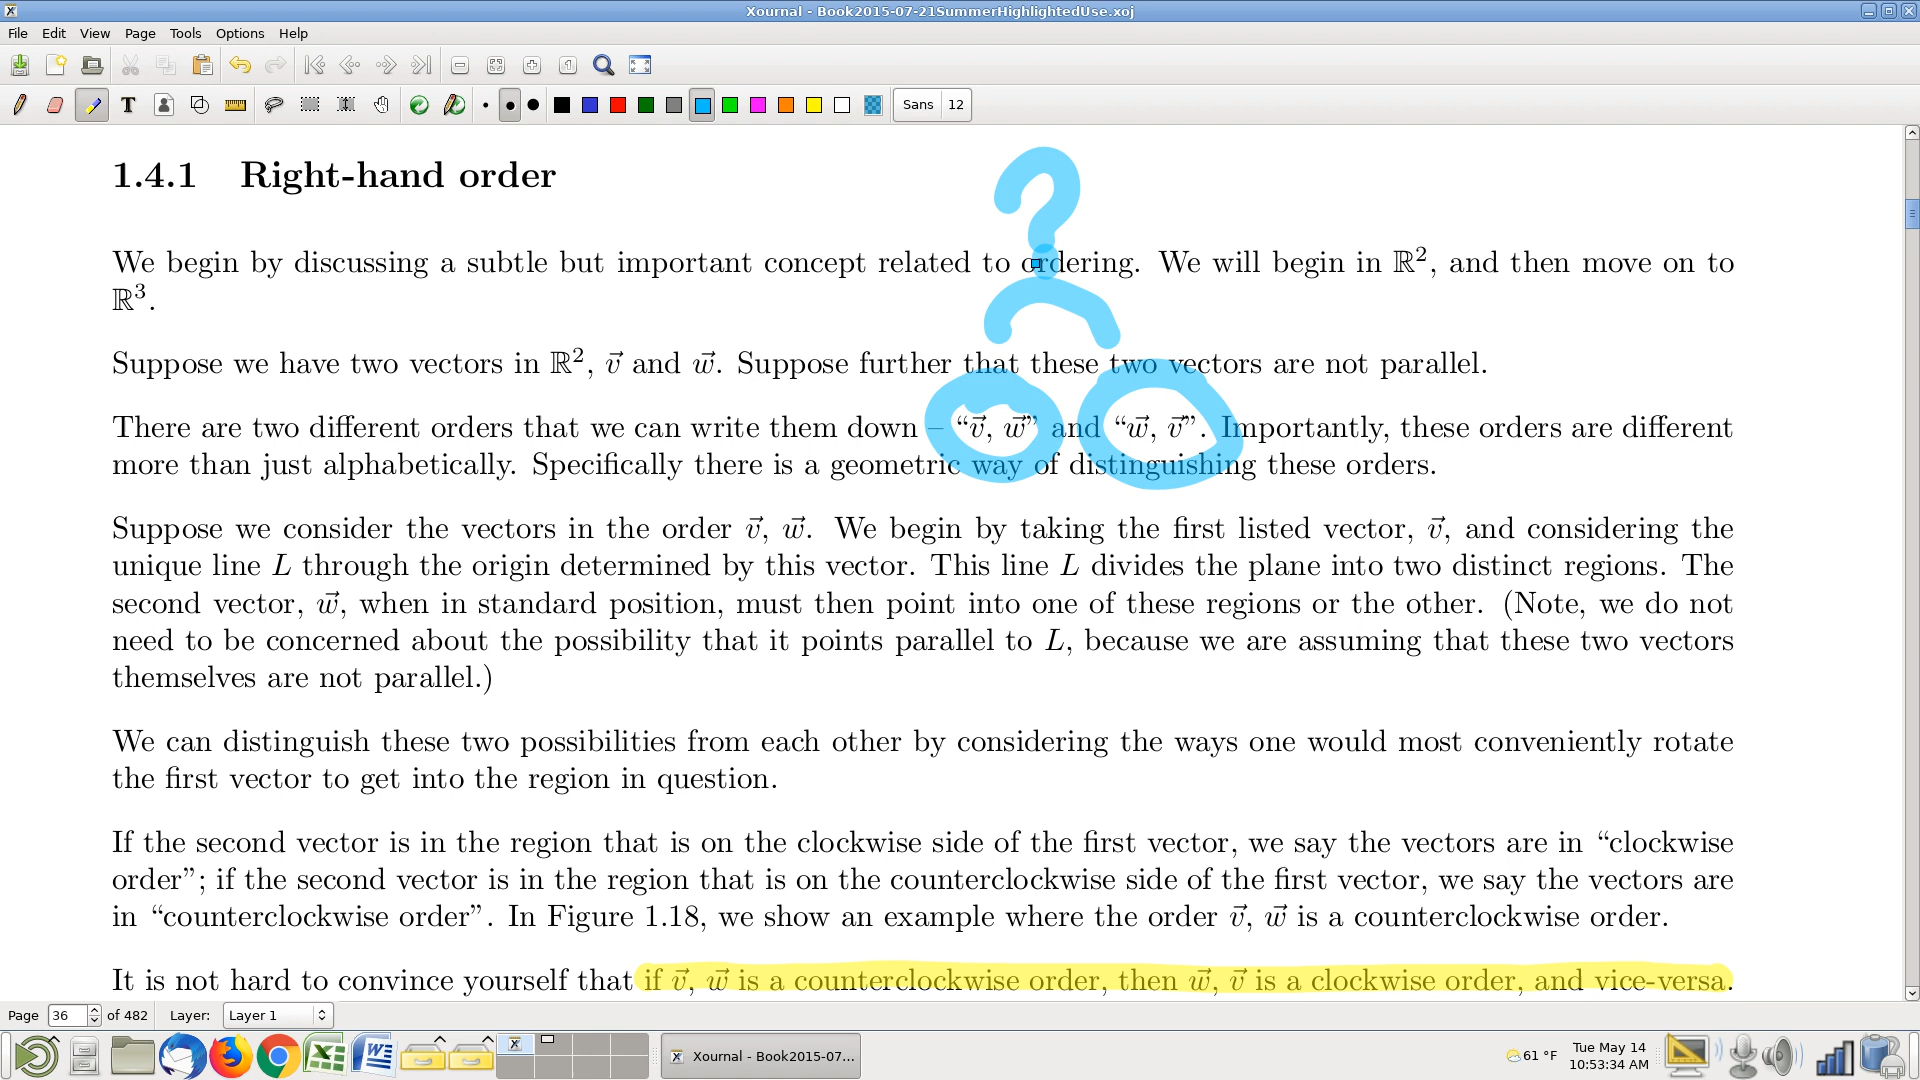 Xournal - Book2015-07-21SummerHighlightedUse.xoj
File Edit View Page Tools Options Help
Sans 12
1.4.1 Right-hand order
?
We begin by discussing a subtle but important concept related to ordering. We will begin in ℝ², and then move on to
ℝ³.
Suppose we have two vectors in ℝ², v⃗ and w⃗. Suppose further that these two vectors are not parallel.
There are two different orders that we can write them down – “v⃗, w⃗” and “w⃗, v⃗”. Importantly, these orders are different
more than just alphabetically. Specifically there is a geometric way of distinguishing these orders.
Suppose we consider the vectors in the order v⃗, w⃗. We begin by taking the first listed vector, v⃗, and considering the
unique line L through the origin determined by this vector. This line L divides the plane into two distinct regions. The
second vector, w⃗, when in standard position, must then point into one of these regions or the other. (Note, we do not
need to be concerned about the possibility that it points parallel to L, because we are assuming that these two vectors
themselves are not parallel.)
We can distinguish these two possibilities from each other by considering the ways one would most conveniently rotate
the first vector to get into the region in question.
If the second vector is in the region that is on the clockwise side of the first vector, we say the vectors are in “clockwise
order”; if the second vector is in the region that is on the counterclockwise side of the first vector, we say the vectors are
in “counterclockwise order”. In Figure 1.18, we show an example where the order v⃗, w⃗ is a counterclockwise order.
It is not hard to convince yourself that if v⃗, w⃗ is a counterclockwise order, then w⃗, v⃗ is a clockwise order, and vice-versa.
Page 36 of 482 Layer: Layer 1
Xournal - Book2015-07...
61 °F
Tue May 14
10:53:34 AM